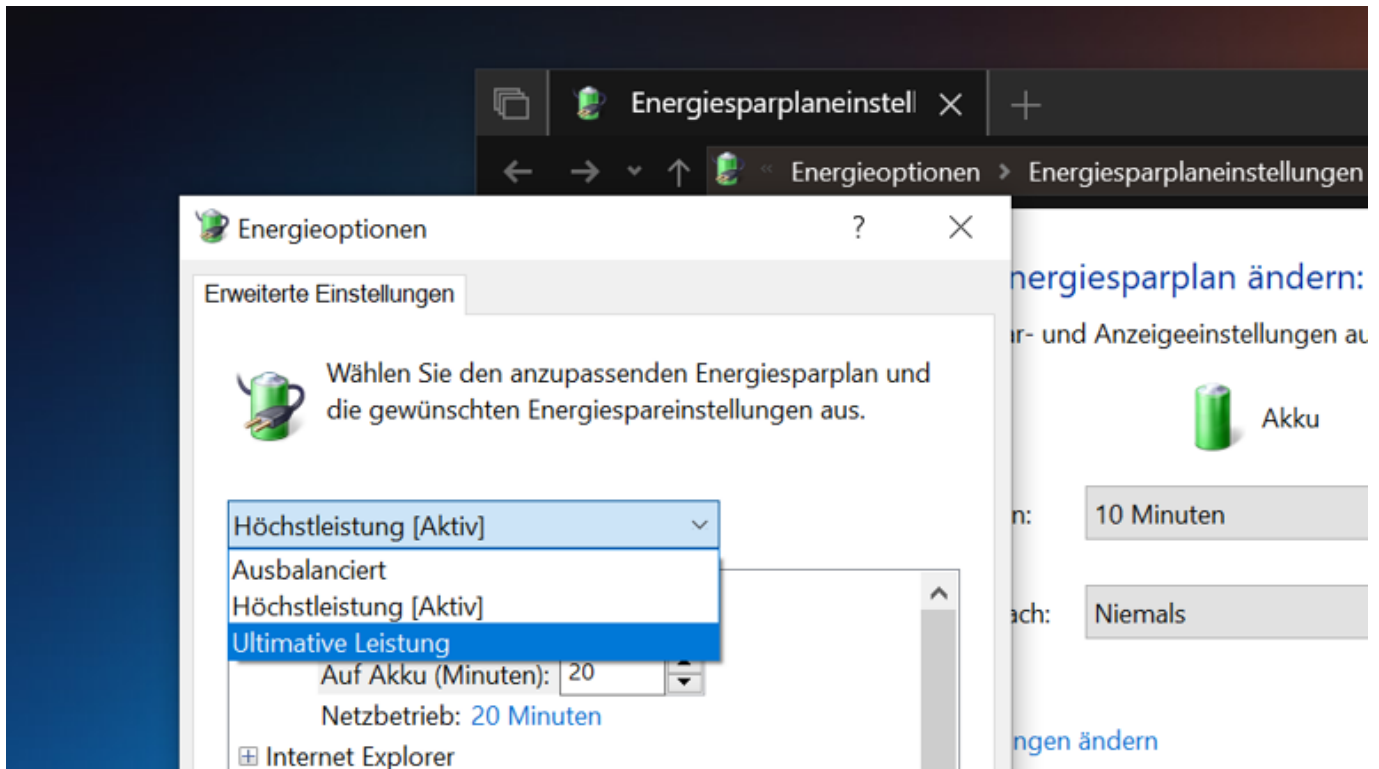 Energiesparplaneinstell
Energieoptionen
Energiesparplaneinstellungen
Energieoptionen
?
Erweiterte Einstellungen
Wählen Sie den anzupassenden Energiesparplan und
die gewünschten Energiespareinstellungen aus.
Höchstleistung [Aktiv]
Ausbalanciert
Höchstleistung [Aktiv]
Ultimative Leistung
Auf Akku (Minuten): 20
Netzbetrieb: 20 Minuten
Internet Explorer
nergiesparplan ändern:
ar- und Anzeigeeinstellungen au
Akku
n: 10 Minuten
ach: Niemals
ngen ändern